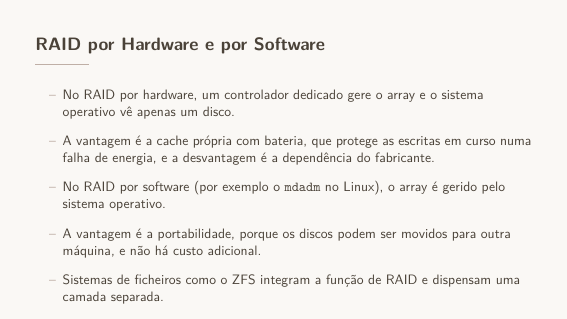 RAID por Hardware e por Software
– No RAID por hardware, um controlador dedicado gere o array e o sistema
operativo vê apenas um disco.
– A vantagem é a cache própria com bateria, que protege as escritas em curso numa
falha de energia, e a desvantagem é a dependência do fabricante.
– No RAID por software (por exemplo o mdadm no Linux), o array é gerido pelo
sistema operativo.
– A vantagem é a portabilidade, porque os discos podem ser movidos para outra
máquina, e não há custo adicional.
– Sistemas de ficheiros como o ZFS integram a função de RAID e dispensam uma
camada separada.